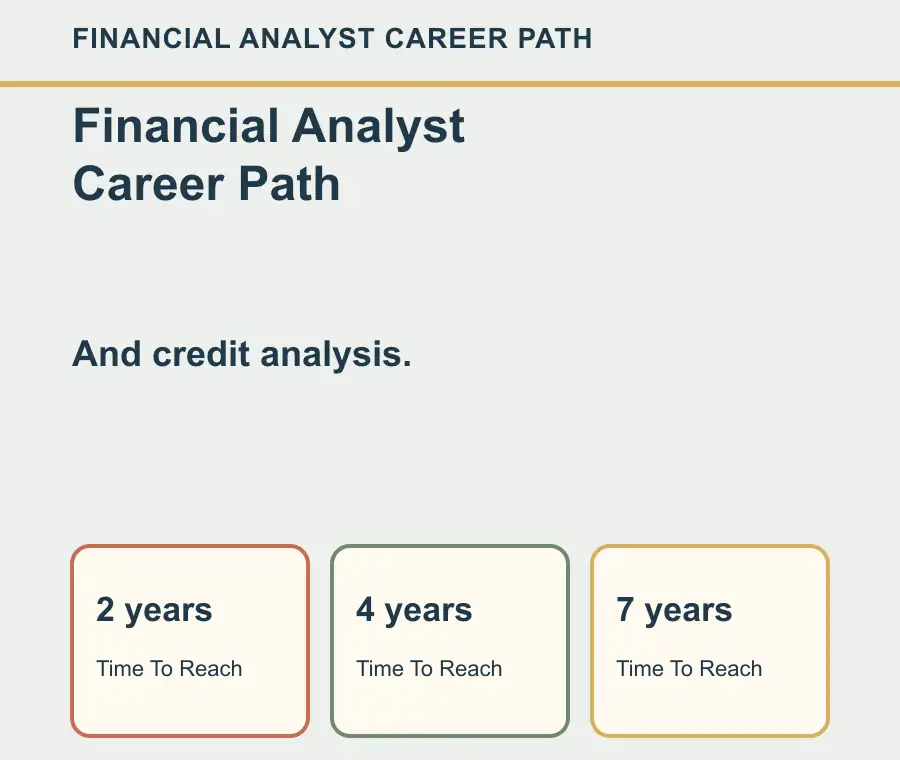 FINANCIAL ANALYST CAREER PATH
Financial Analyst
Career Path
And credit analysis.
2 years
Time To Reach
4 years
Time To Reach
7 years
Time To Reach